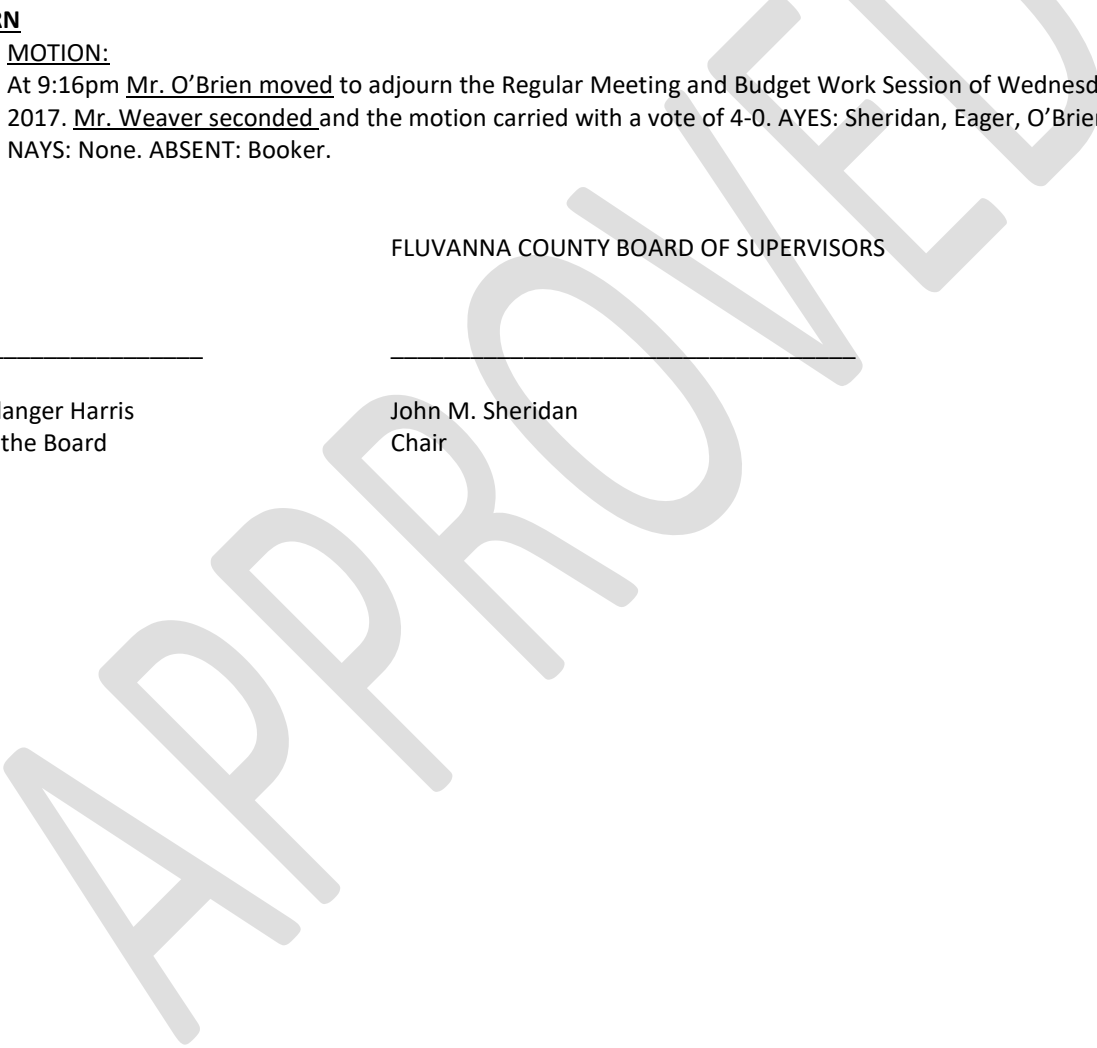 RN
MOTION:
At 9:16pm Mr. O’Brien moved to adjourn the Regular Meeting and Budget Work Session of Wednesd
2017. Mr. Weaver seconded and the motion carried with a vote of 4-0. AYES: Sheridan, Eager, O’Brien
NAYS: None. ABSENT: Booker.
FLUVANNA COUNTY BOARD OF SUPERVISORS
langer Harris John M. Sheridan
the Board Chair
APPROVED